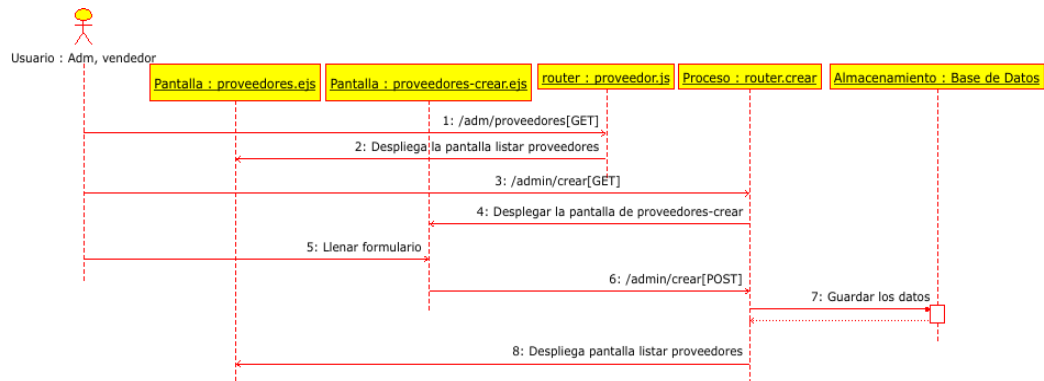 Usuario : Adm, vendedor
Pantalla : proveedores.ejs
Pantalla : proveedores-crear.ejs
router : proveedor.js
Proceso : router.crear
Almacenamiento : Base de Datos
1: /adm/proveedores[GET]
2: Despliega la pantalla listar proveedores
3: /admin/crear[GET]
4: Desplegar la pantalla de proveedores-crear
5: Llenar formulario
6: /admin/crear[POST]
7: Guardar los datos
8: Despliega pantalla listar proveedores